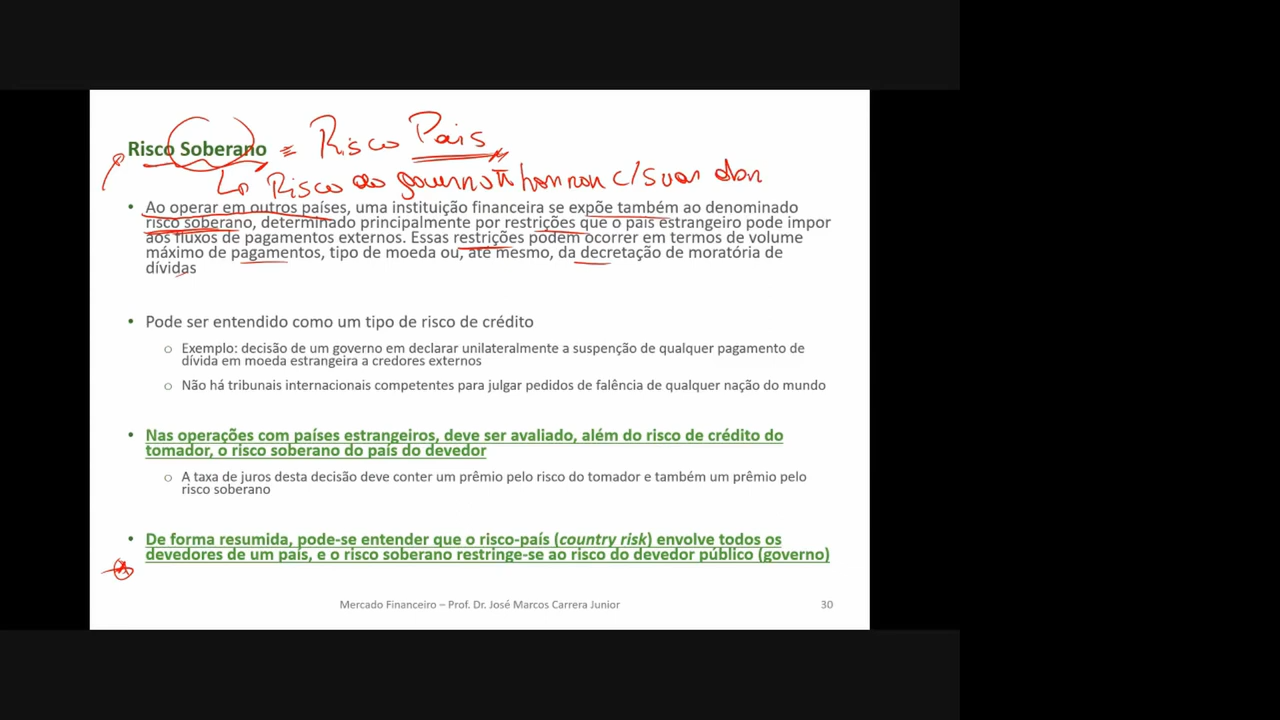 Risco Soberano = Risco País
↳ Risco do governo ñ honrar c/ suas
• Ao operar em outros países, uma instituição financeira se expõe também ao denominado
risco soberano, determinado principalmente por restrições que o país estrangeiro pode impor
aos fluxos de pagamentos externos. Essas restrições podem ocorrer em termos de volume
máximo de pagamentos, tipo de moeda ou, até mesmo, da decretação de moratória de
dívidas
• Pode ser entendido como um tipo de risco de crédito
o Exemplo: decisão de um governo em declarar unilateralmente a suspenção de qualquer pagamento de
dívida em moeda estrangeira a credores externos
o Não há tribunais internacionais competentes para julgar pedidos de falência de qualquer nação do mundo
• Nas operações com países estrangeiros, deve ser avaliado, além do risco de crédito do
tomador, o risco soberano do país do devedor
o A taxa de juros desta decisão deve conter um prêmio pelo risco do tomador e também um prêmio pelo
risco soberano
• De forma resumida, pode-se entender que o risco-país (country risk) envolve todos os
devedores de um país, e o risco soberano restringe-se ao risco do devedor público (governo)
Mercado Financeiro – Prof. Dr. José Marcos Carrera Junior 30